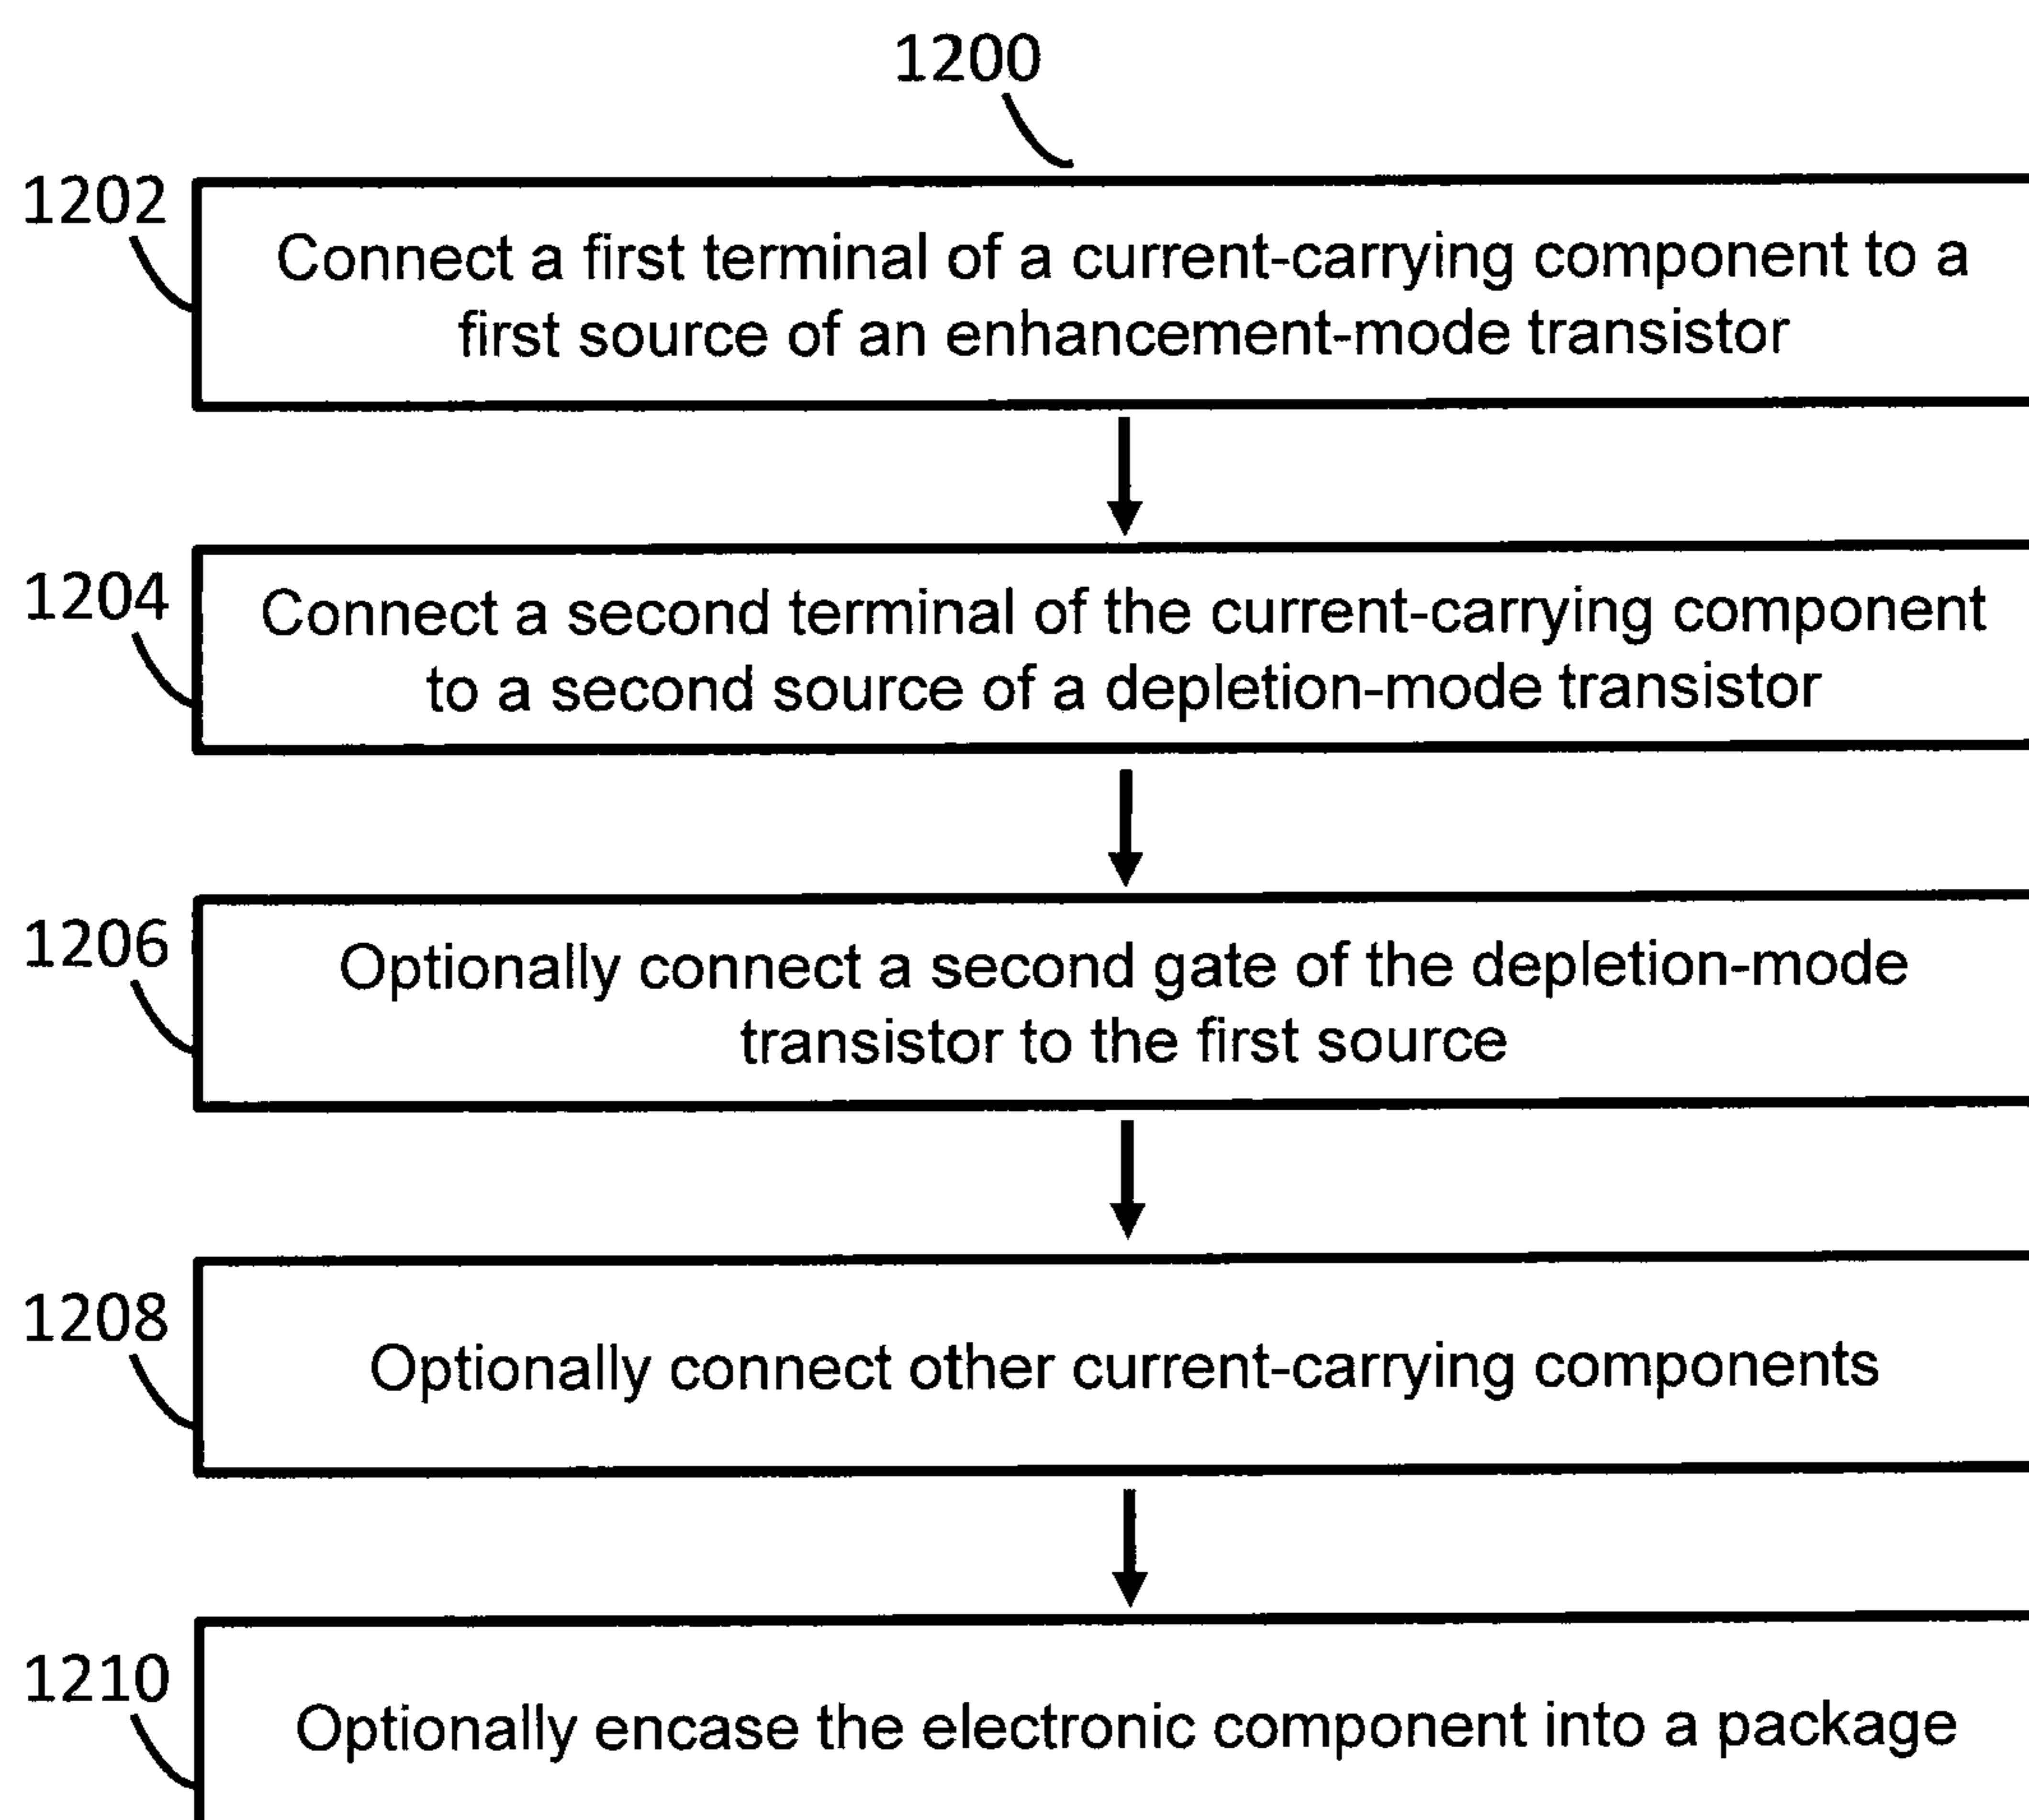 1200
1202
Connect a first terminal of a current-carrying component to a
first source of an enhancement-mode transistor
1204
Connect a second terminal of the current-carrying component
to a second source of a depletion-mode transistor
1206
Optionally connect a second gate of the depletion-mode
transistor to the first source
1208
Optionally connect other current-carrying components
1210
Optionally encase the electronic component into a package